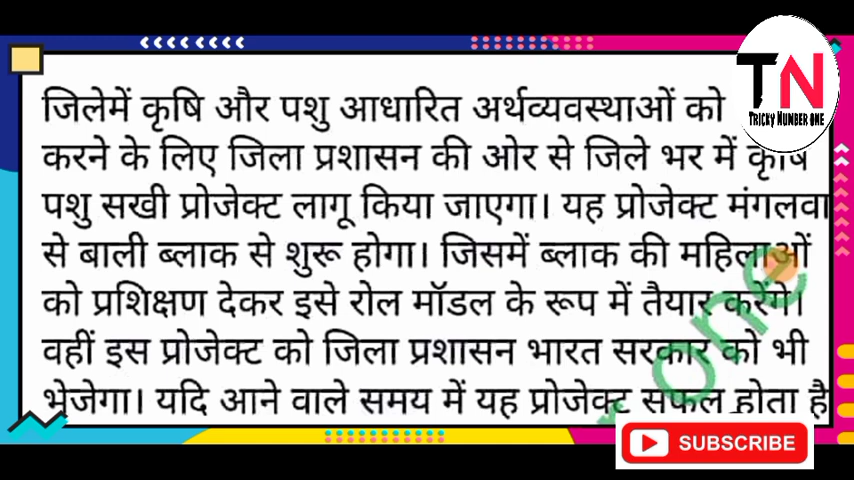 TN
TRICKY NUMBER ONE
जिलेमें कृषि और पशु आधारित अर्थव्यवस्थाओं को
करने के लिए जिला प्रशासन की ओर से जिले भर में कृषि
पशु सखी प्रोजेक्ट लागू किया जाएगा। यह प्रोजेक्ट मंगलवा
से बाली ब्लाक से शुरू होगा। जिसमें ब्लाक की महिलाओं
को प्रशिक्षण देकर इसे रोल मॉडल के रूप में तैयार करेंगे।
वहीं इस प्रोजेक्ट को जिला प्रशासन भारत सरकार को भी
भेजेगा। यदि आने वाले समय में यह प्रोजेक्ट सफल होता है
r one
SUBSCRIBE